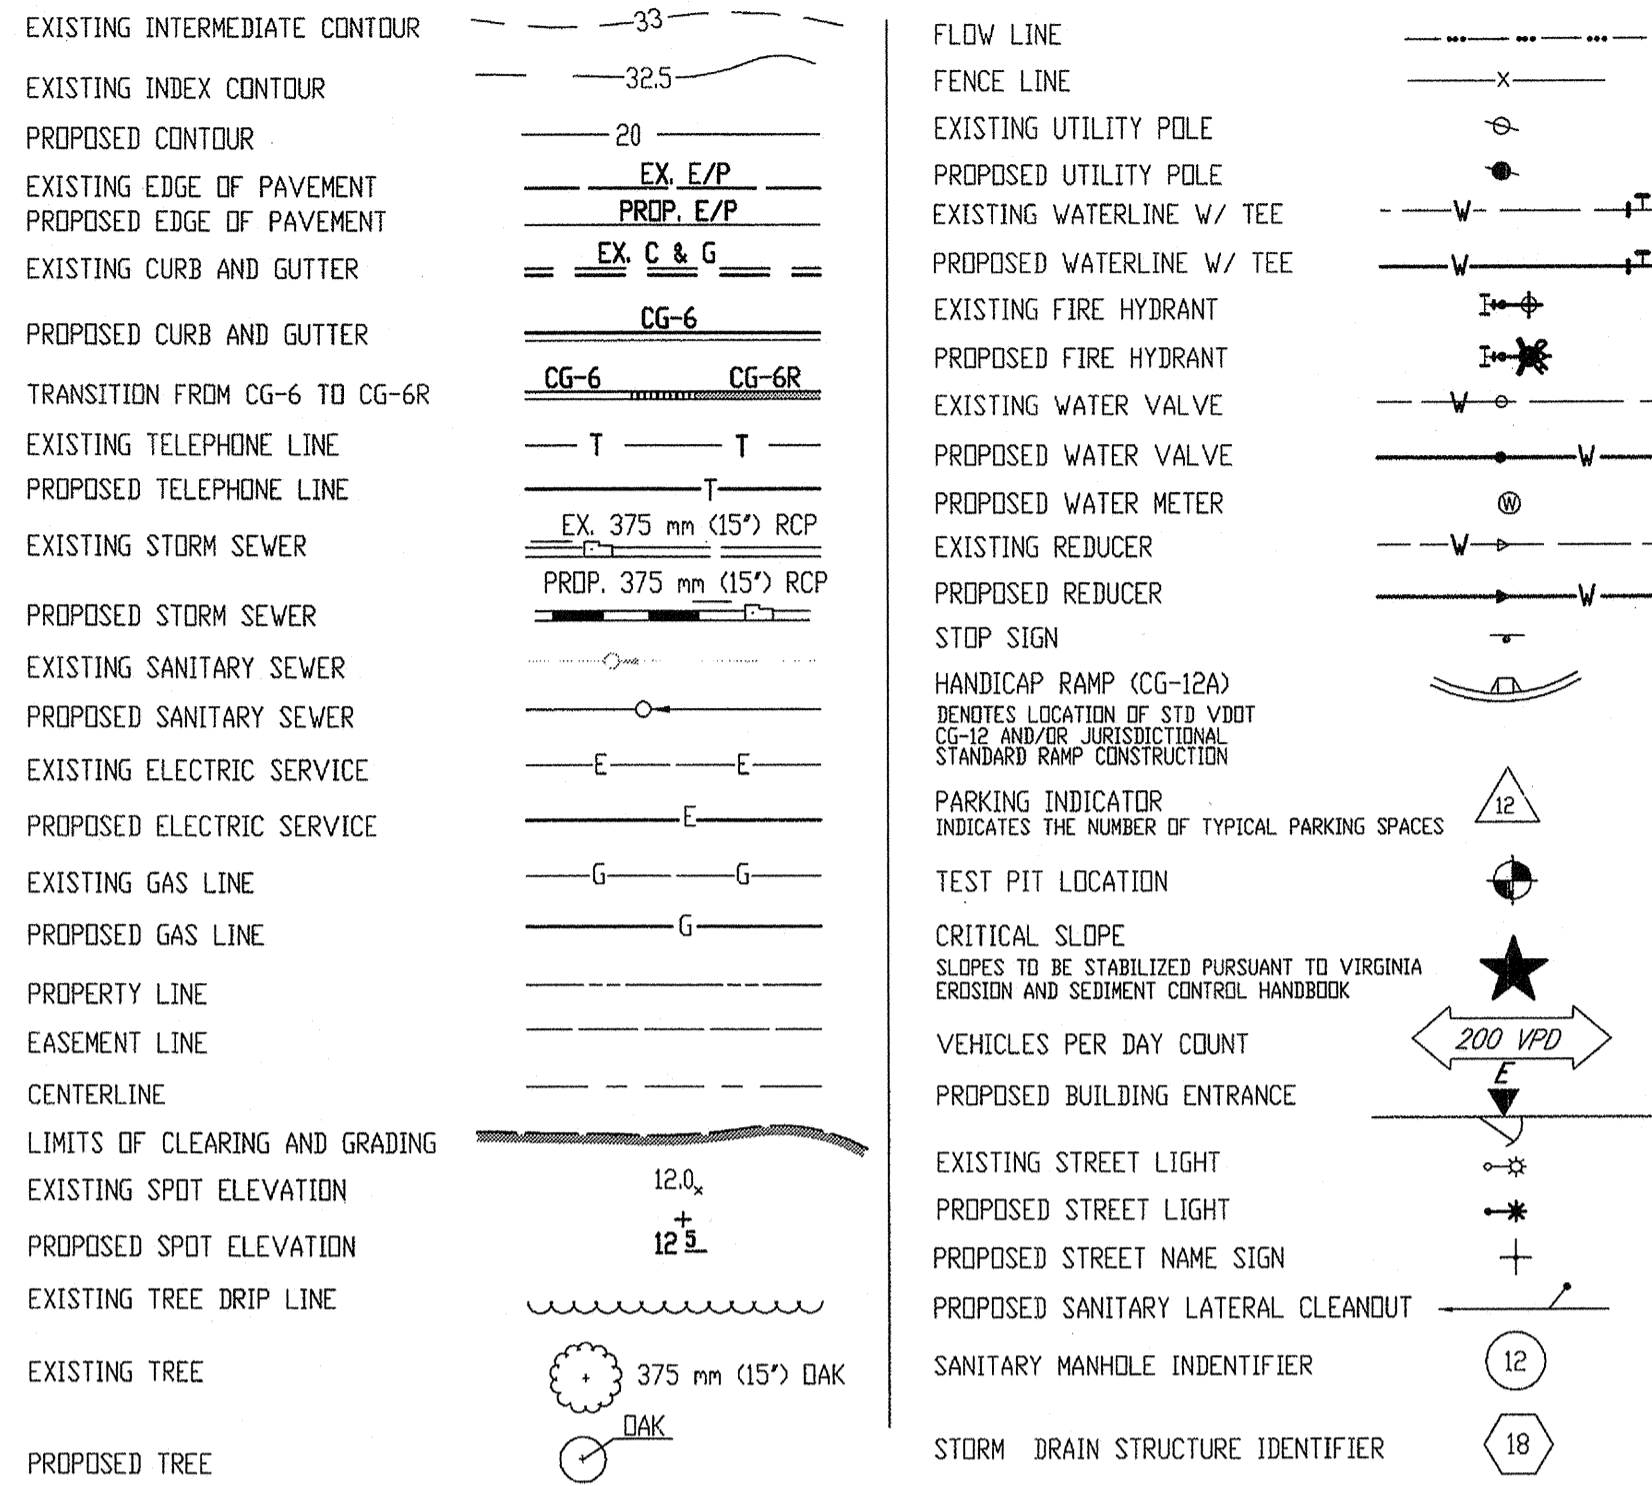 EXISTING INTERMEDIATE CONTOUR
33
EXISTING INDEX CONTOUR
32.5
PROPOSED CONTOUR
20
EXISTING EDGE OF PAVEMENT
EX. E/P
PROPOSED EDGE OF PAVEMENT
PROP. E/P
EXISTING CURB AND GUTTER
EX. C & G
PROPOSED CURB AND GUTTER
CG-6
TRANSITION FROM CG-6 TO CG-6R
CG-6 CG-6R
EXISTING TELEPHONE LINE
T T
PROPOSED TELEPHONE LINE
T
EXISTING STORM SEWER
EX. 375 mm (15") RCP
PROPOSED STORM SEWER
PROP. 375 mm (15") RCP
EXISTING SANITARY SEWER
PROPOSED SANITARY SEWER
EXISTING ELECTRIC SERVICE
E E
PROPOSED ELECTRIC SERVICE
E
EXISTING GAS LINE
G G
PROPOSED GAS LINE
G
PROPERTY LINE
EASEMENT LINE
CENTERLINE
LIMITS OF CLEARING AND GRADING
EXISTING SPOT ELEVATION
12.0x
PROPOSED SPOT ELEVATION
+
12 5
EXISTING TREE DRIP LINE
EXISTING TREE
375 mm (15") OAK
PROPOSED TREE
OAK
FLOW LINE
FENCE LINE
X
EXISTING UTILITY POLE
PROPOSED UTILITY POLE
EXISTING WATERLINE W/ TEE
W
PROPOSED WATERLINE W/ TEE
W
EXISTING FIRE HYDRANT
PROPOSED FIRE HYDRANT
EXISTING WATER VALVE
W
PROPOSED WATER VALVE
W
PROPOSED WATER METER
W
EXISTING REDUCER
W
PROPOSED REDUCER
W
STOP SIGN
HANDICAP RAMP (CG-12A)
DENOTES LOCATION OF STD VDOT
CG-12 AND/OR JURISDICTIONAL
STANDARD RAMP CONSTRUCTION
PARKING INDICATOR
INDICATES THE NUMBER OF TYPICAL PARKING SPACES
12
TEST PIT LOCATION
CRITICAL SLOPE
SLOPES TO BE STABILIZED PURSUANT TO VIRGINIA
EROSION AND SEDIMENT CONTROL HANDBOOK
VEHICLES PER DAY COUNT
200 VPD
PROPOSED BUILDING ENTRANCE
E
EXISTING STREET LIGHT
PROPOSED STREET LIGHT
PROPOSED STREET NAME SIGN
PROPOSED SANITARY LATERAL CLEANOUT
SANITARY MANHOLE INDENTIFIER
12
STORM DRAIN STRUCTURE IDENTIFIER
18